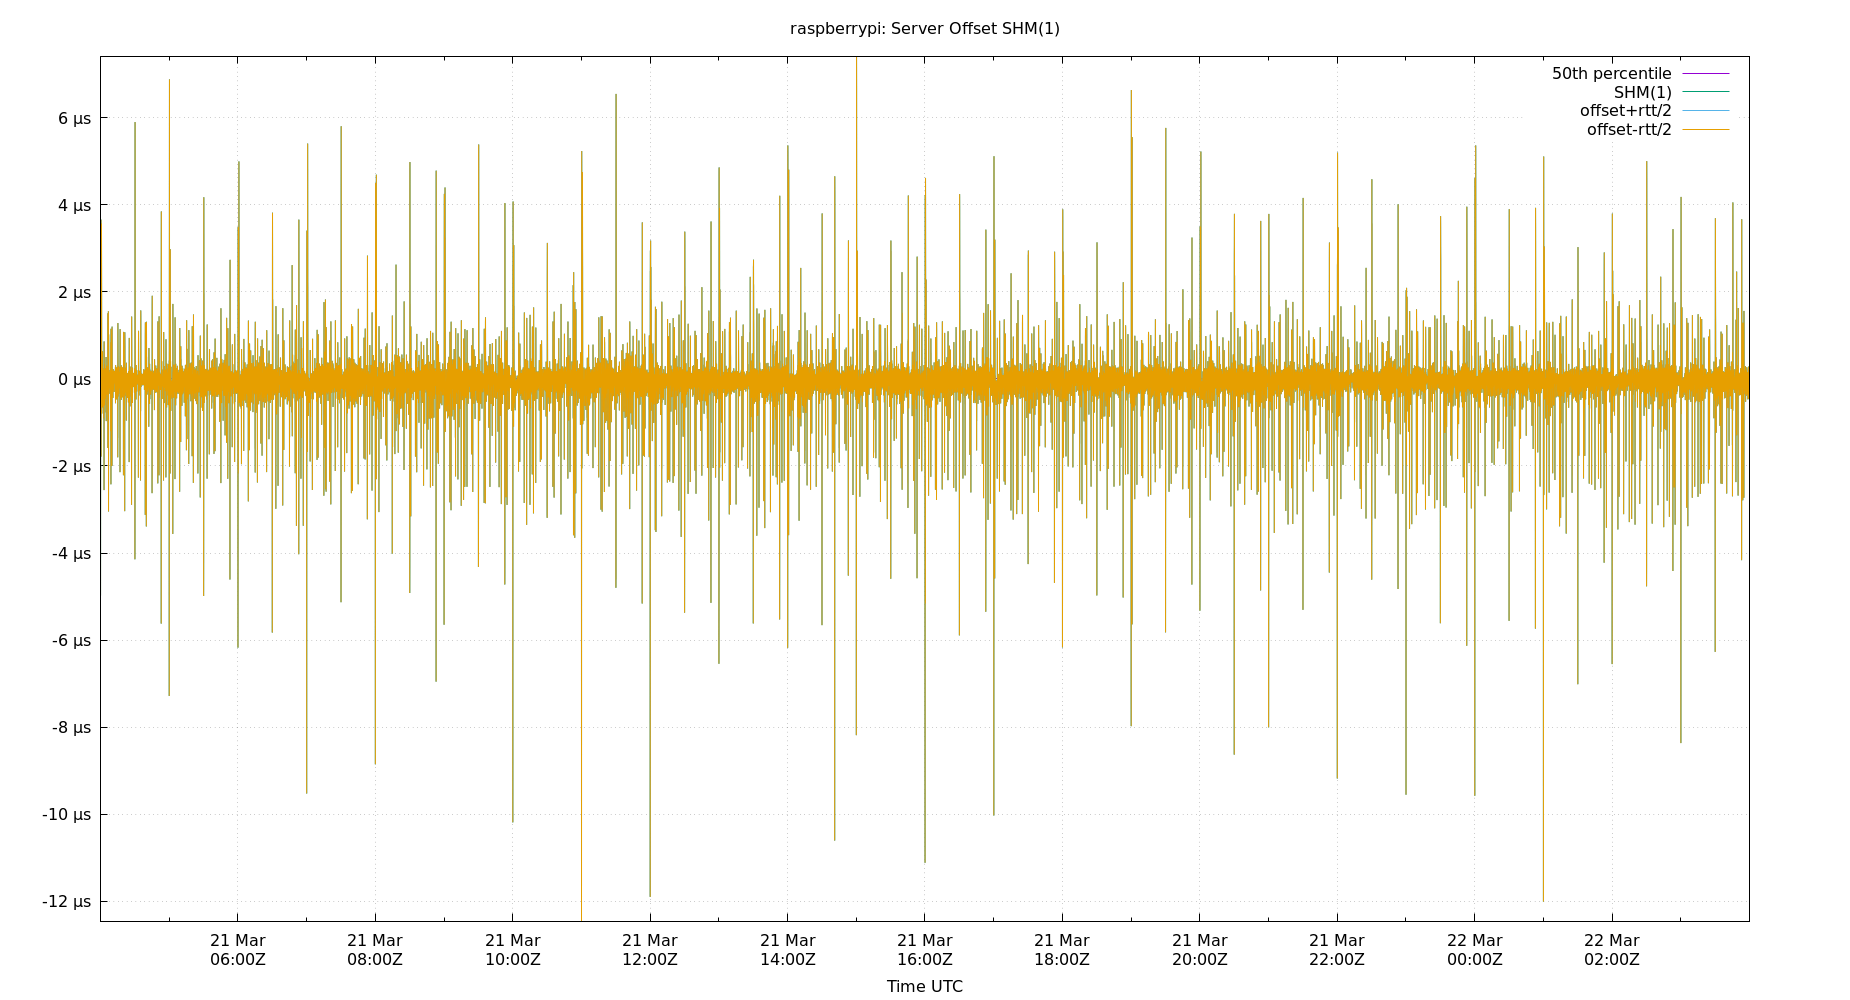 raspberrypi: Server Offset SHM(1)
50th percentile
SHM(1)
offset+rtt/2
offset-rtt/2
6 µs
4 µs
2 µs
0 µs
-2 µs
-4 µs
-6 µs
-8 µs
-10 µs
-12 µs
21 Mar 21 Mar 21 Mar 21 Mar 21 Mar 21 Mar 21 Mar 21 Mar 21 Mar 22 Mar 22 Mar
06:00Z 08:00Z 10:00Z 12:00Z 14:00Z 16:00Z 18:00Z 20:00Z 22:00Z 00:00Z 02:00Z
Time UTC